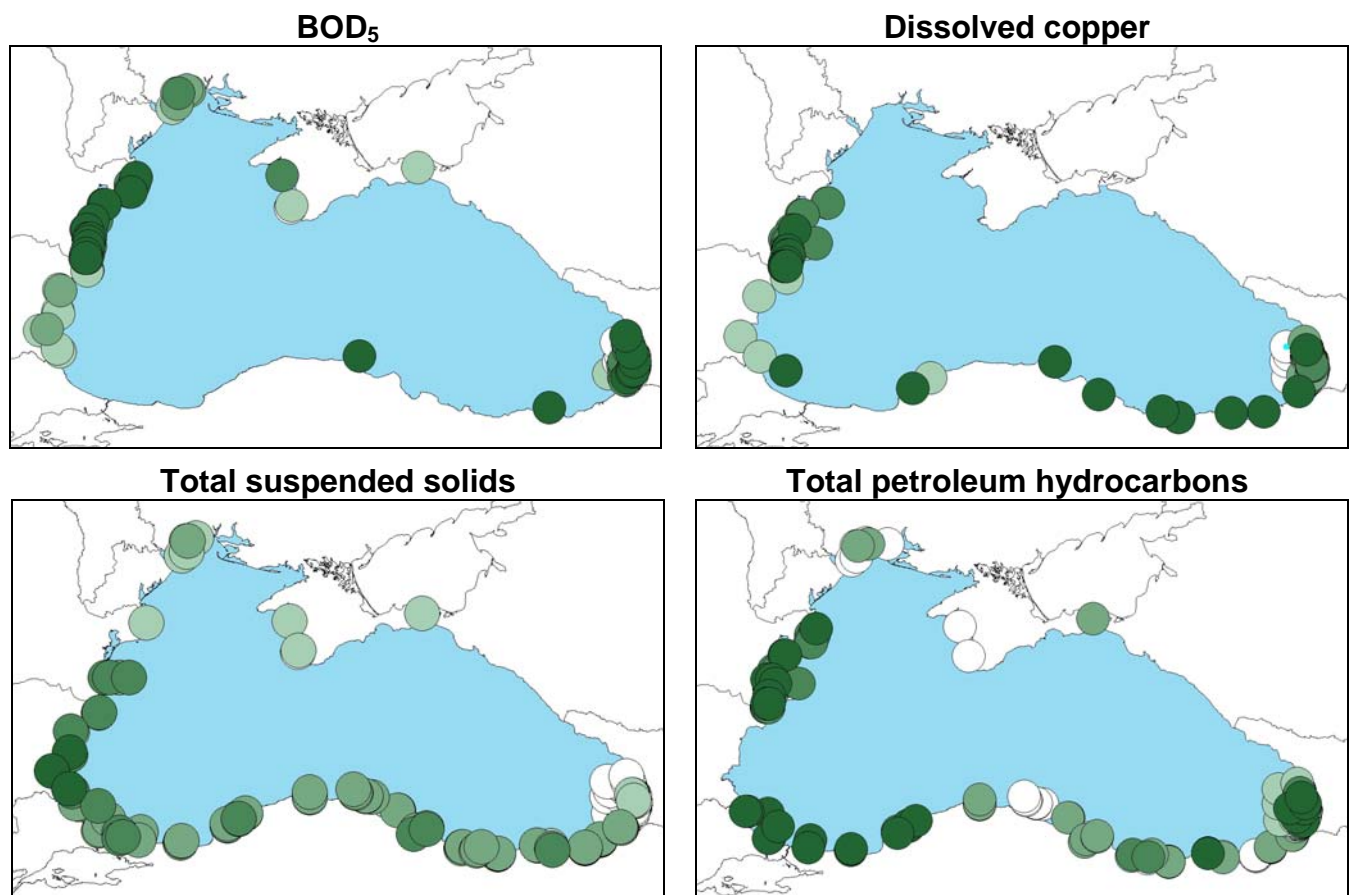 BOD₅
Dissolved copper
Total suspended solids
Total petroleum hydrocarbons